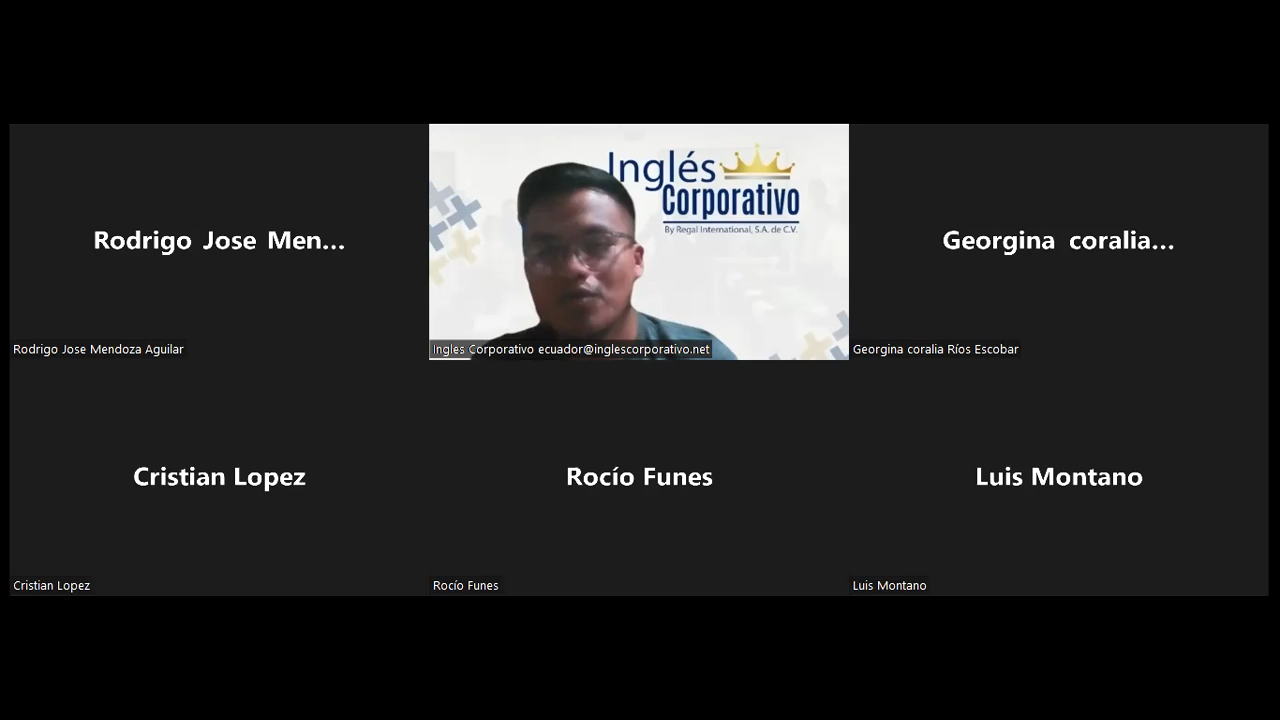 Rodrigo Jose Men...
Inglés
Corporativo
By Regal International, S.A. de C.V.
Georgina coralia...
Rodrigo Jose Mendoza Aguilar
Ingles Corporativo ecuador@inglescorporativo.net
Georgina coralia Ríos Escobar
Cristian Lopez
Rocío Funes
Luis Montano
Cristian Lopez
Rocío Funes
Luis Montano